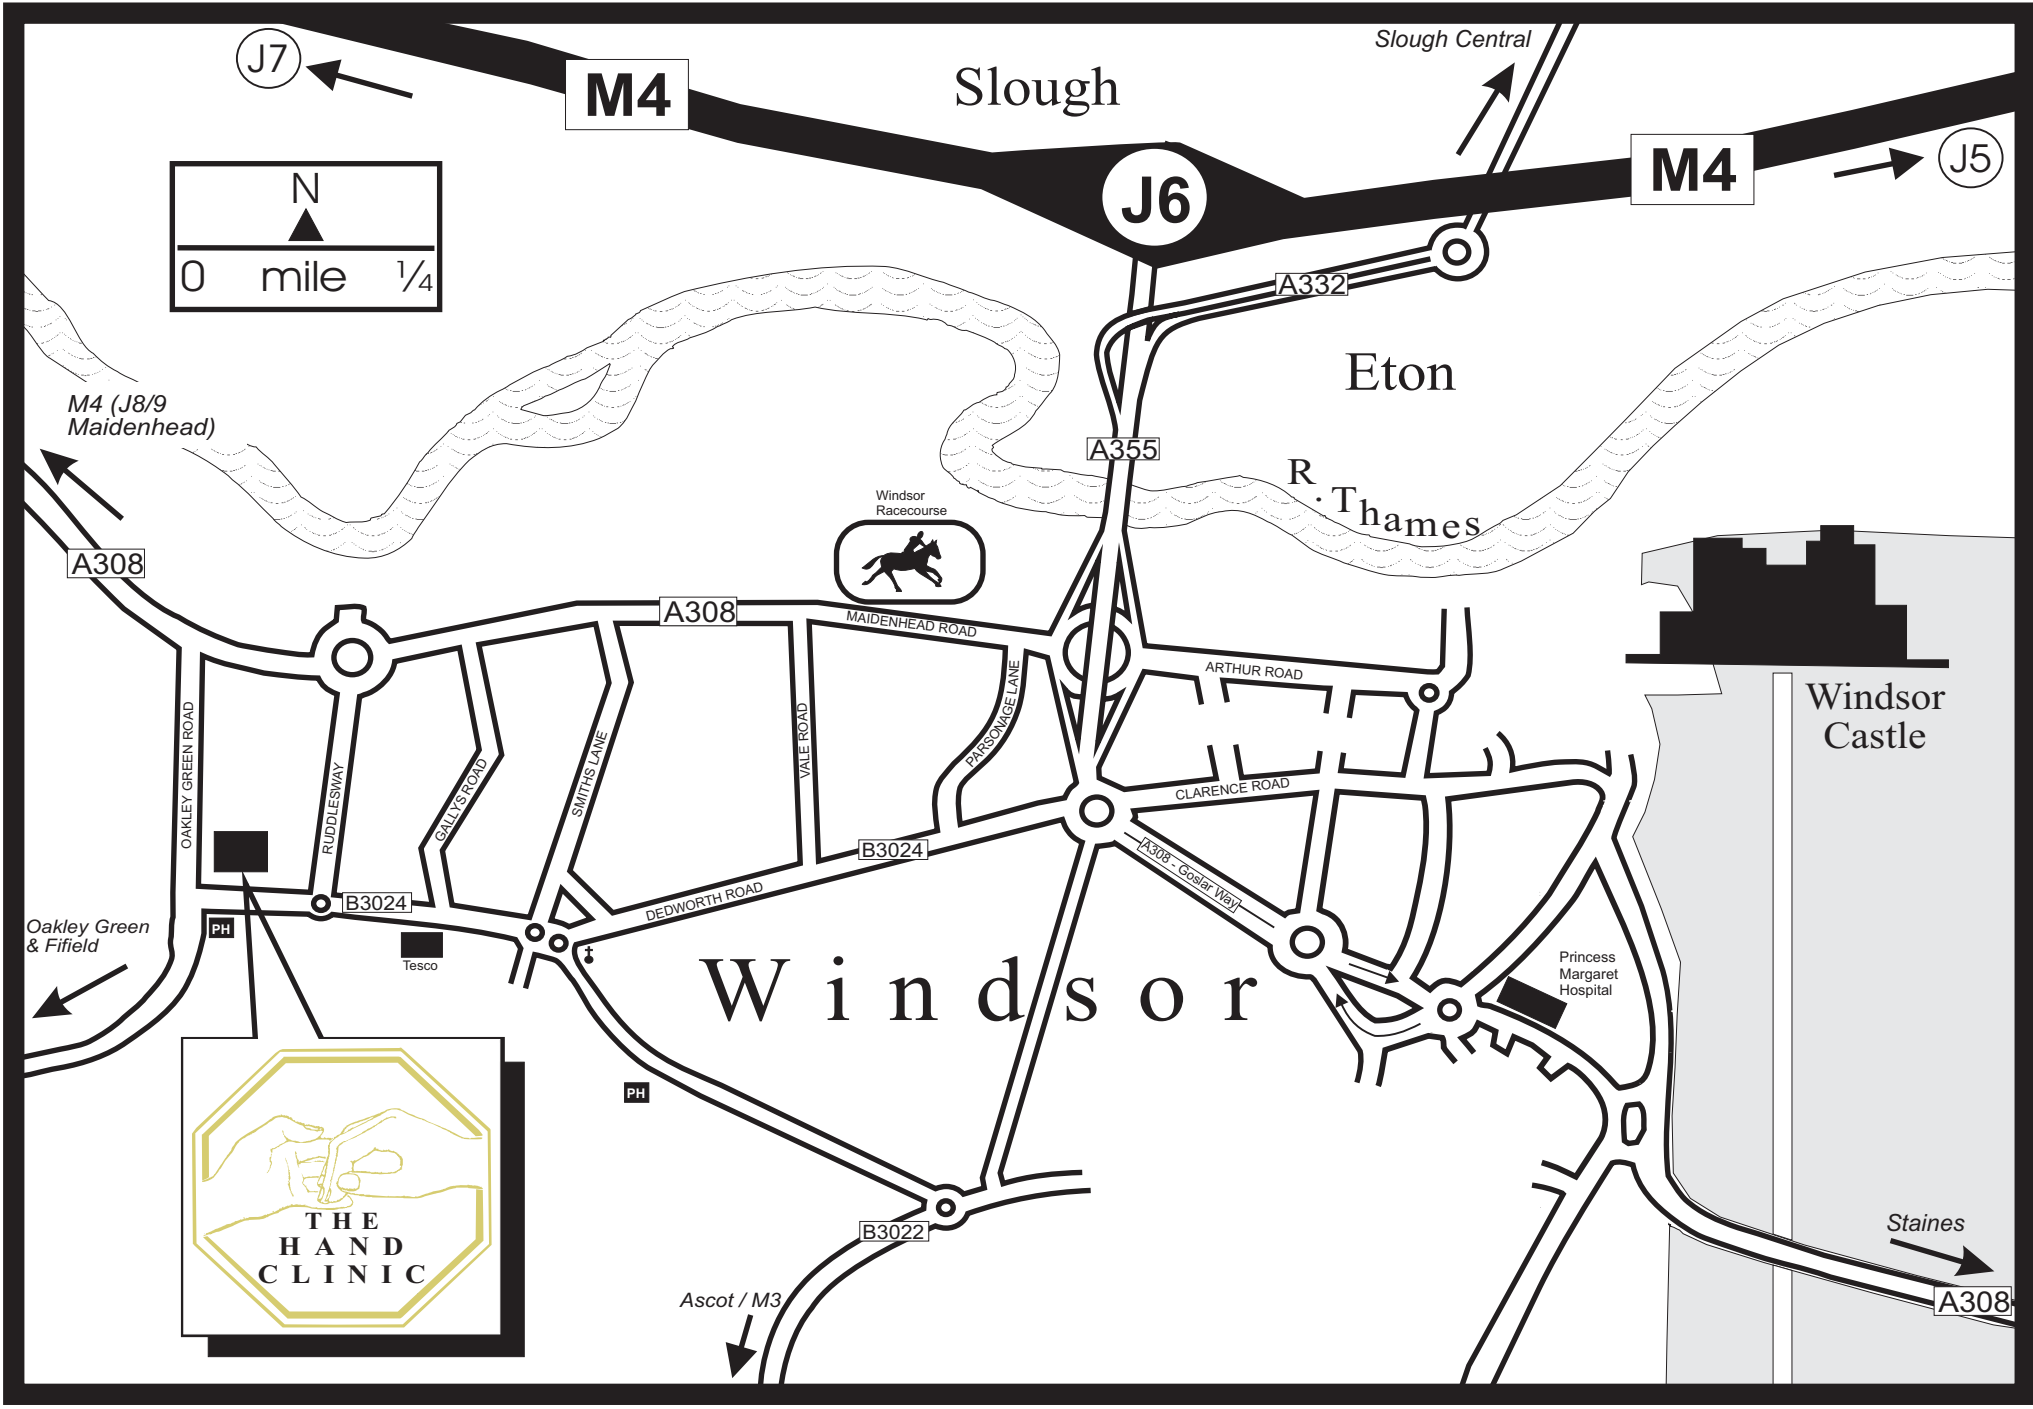 Slough Central
J7
M4
Slough
M4
J5
J6
N
0 mile ¼
A332
Eton
M4 (J8/9
Maidenhead)
A355
R. Thames
Windsor
Racecourse
A308
A308
MAIDENHEAD ROAD
ARTHUR ROAD
Windsor
Castle
OAKLEY GREEN ROAD
RUDDLESWAY
GALLYS ROAD
SMITHS LANE
VALE ROAD
PARSONAGE LANE
CLARENCE ROAD
B3024
A308 - Goslar Way
B3024
DEDWORTH ROAD
PH
Oakley Green
& Fifield
Tesco
Windsor
Princess
Margaret
Hospital
PH
THE
HAND
CLINIC
B3022
Ascot / M3
Staines
A308